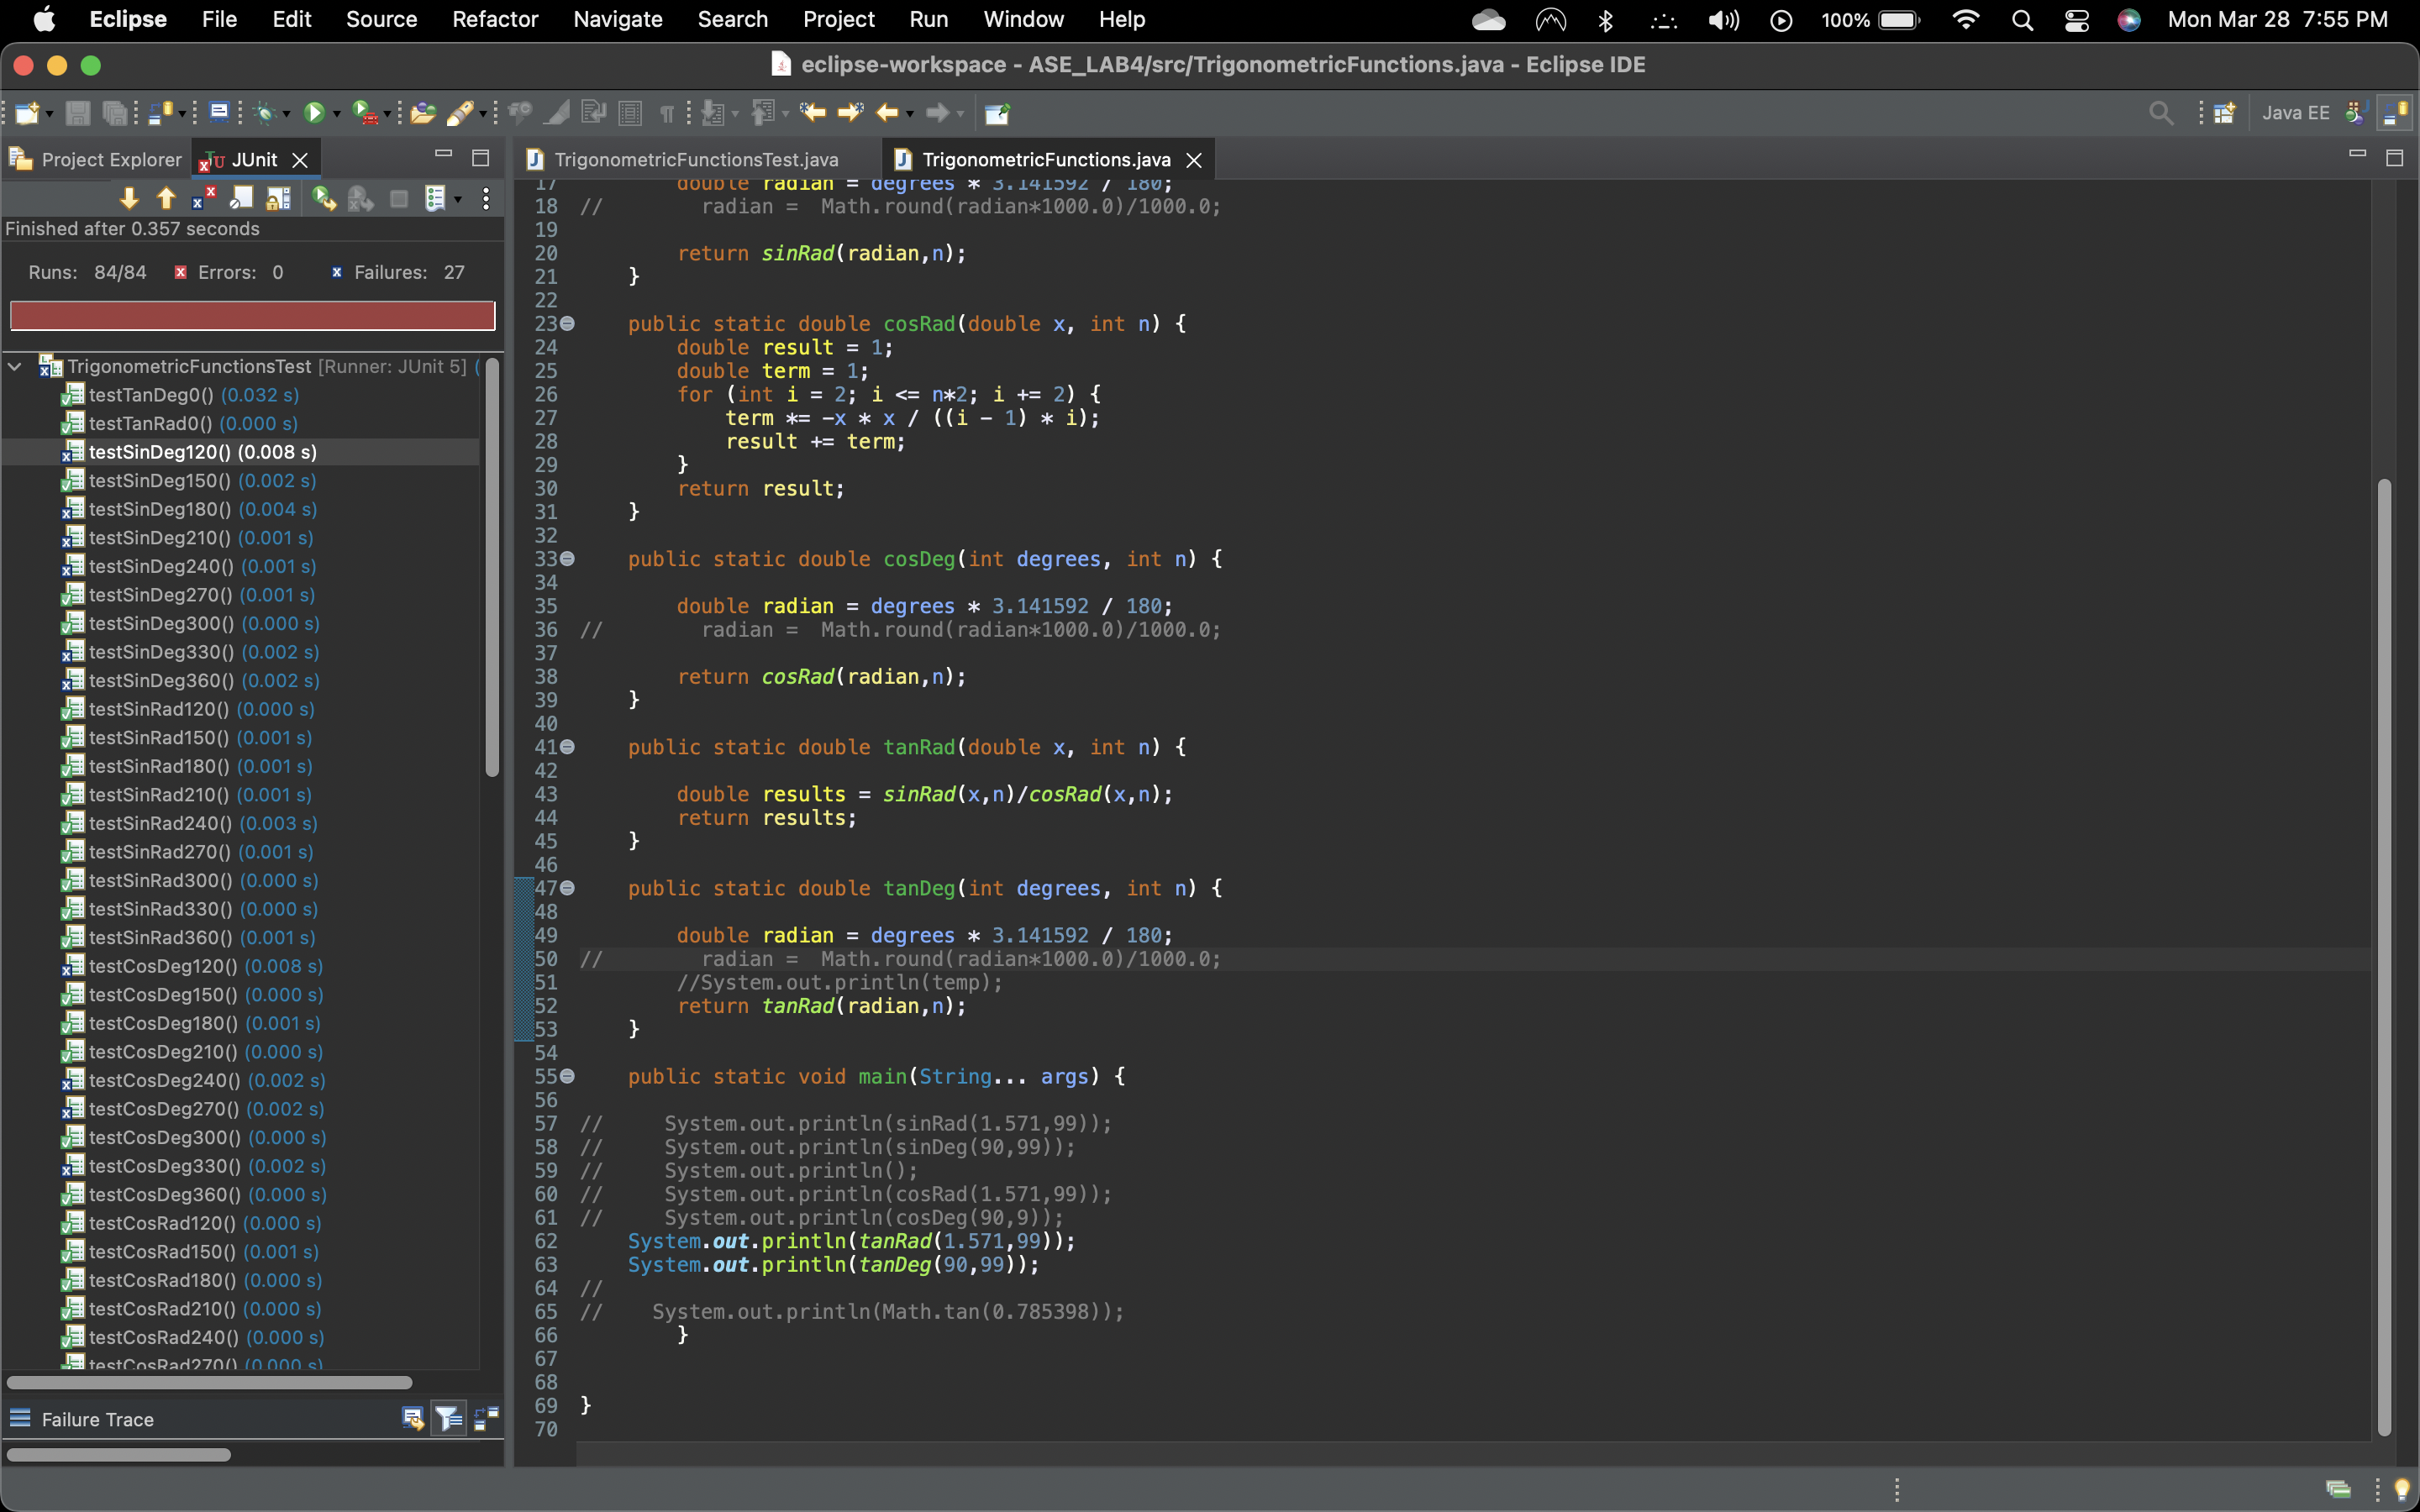 Eclipse File Edit Source Refactor Navigate Search Project Run Window Help 100% Mon Mar 28 7:55 PM
eclipse-workspace - ASE_LAB4/src/TrigonometricFunctions.java - Eclipse IDE
Java EE
Project Explorer JUnit
Finished after 0.357 seconds
Runs: 84/84 Errors: 0 Failures: 27
TrigonometricFunctionsTest [Runner: JUnit 5] (
testTanDeg0() (0.032 s)
testTanRad0() (0.000 s)
testSinDeg120() (0.008 s)
testSinDeg150() (0.002 s)
testSinDeg180() (0.004 s)
testSinDeg210() (0.001 s)
testSinDeg240() (0.001 s)
testSinDeg270() (0.001 s)
testSinDeg300() (0.000 s)
testSinDeg330() (0.002 s)
testSinDeg360() (0.002 s)
testSinRad120() (0.000 s)
testSinRad150() (0.001 s)
testSinRad180() (0.001 s)
testSinRad210() (0.001 s)
testSinRad240() (0.003 s)
testSinRad270() (0.001 s)
testSinRad300() (0.000 s)
testSinRad330() (0.000 s)
testSinRad360() (0.001 s)
testCosDeg120() (0.008 s)
testCosDeg150() (0.000 s)
testCosDeg180() (0.001 s)
testCosDeg210() (0.000 s)
testCosDeg240() (0.002 s)
testCosDeg270() (0.002 s)
testCosDeg300() (0.000 s)
testCosDeg330() (0.002 s)
testCosDeg360() (0.000 s)
testCosRad120() (0.000 s)
testCosRad150() (0.001 s)
testCosRad180() (0.000 s)
testCosRad210() (0.000 s)
testCosRad240() (0.000 s)
testCosRad270() (0.000 s)
Failure Trace
TrigonometricFunctionsTest.java TrigonometricFunctions.java
17 double radian = degrees * 3.141592 / 180;
18 // radian = Math.round(radian*1000.0)/1000.0;
19
20 return sinRad(radian,n);
21 }
22
23 public static double cosRad(double x, int n) {
24 double result = 1;
25 double term = 1;
26 for (int i = 2; i <= n*2; i += 2) {
27 term *= -x * x / ((i - 1) * i);
28 result += term;
29 }
30 return result;
31 }
32
33 public static double cosDeg(int degrees, int n) {
34
35 double radian = degrees * 3.141592 / 180;
36 // radian = Math.round(radian*1000.0)/1000.0;
37
38 return cosRad(radian,n);
39 }
40
41 public static double tanRad(double x, int n) {
42
43 double results = sinRad(x,n)/cosRad(x,n);
44 return results;
45 }
46
47 public static double tanDeg(int degrees, int n) {
48
49 double radian = degrees * 3.141592 / 180;
50 // radian = Math.round(radian*1000.0)/1000.0;
51 //System.out.println(temp);
52 return tanRad(radian,n);
53 }
54
55 public static void main(String... args) {
56
57 // System.out.println(sinRad(1.571,99));
58 // System.out.println(sinDeg(90,99));
59 // System.out.println();
60 // System.out.println(cosRad(1.571,99));
61 // System.out.println(cosDeg(90,9));
62 System.out.println(tanRad(1.571,99));
63 System.out.println(tanDeg(90,99));
64 //
65 // System.out.println(Math.tan(0.785398));
66 }
67
68
69 }
70